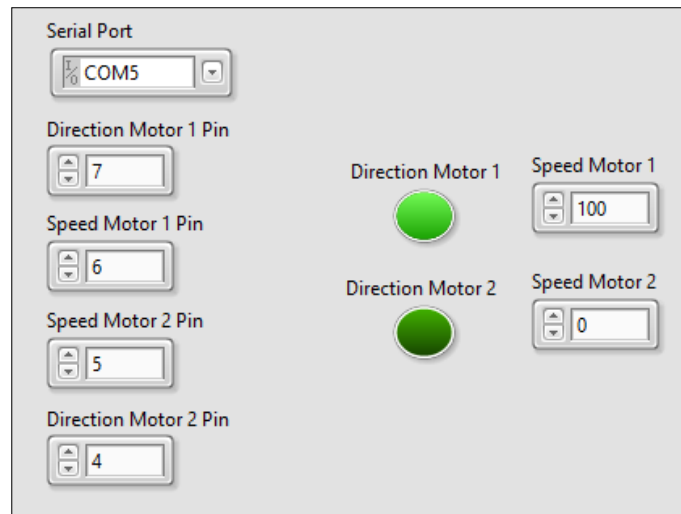 Serial Port
I/O COM5
Direction Motor 1 Pin
7
Speed Motor 1 Pin
6
Speed Motor 2 Pin
5
Direction Motor 2 Pin
4
Direction Motor 1
Speed Motor 1
100
Direction Motor 2
Speed Motor 2
0